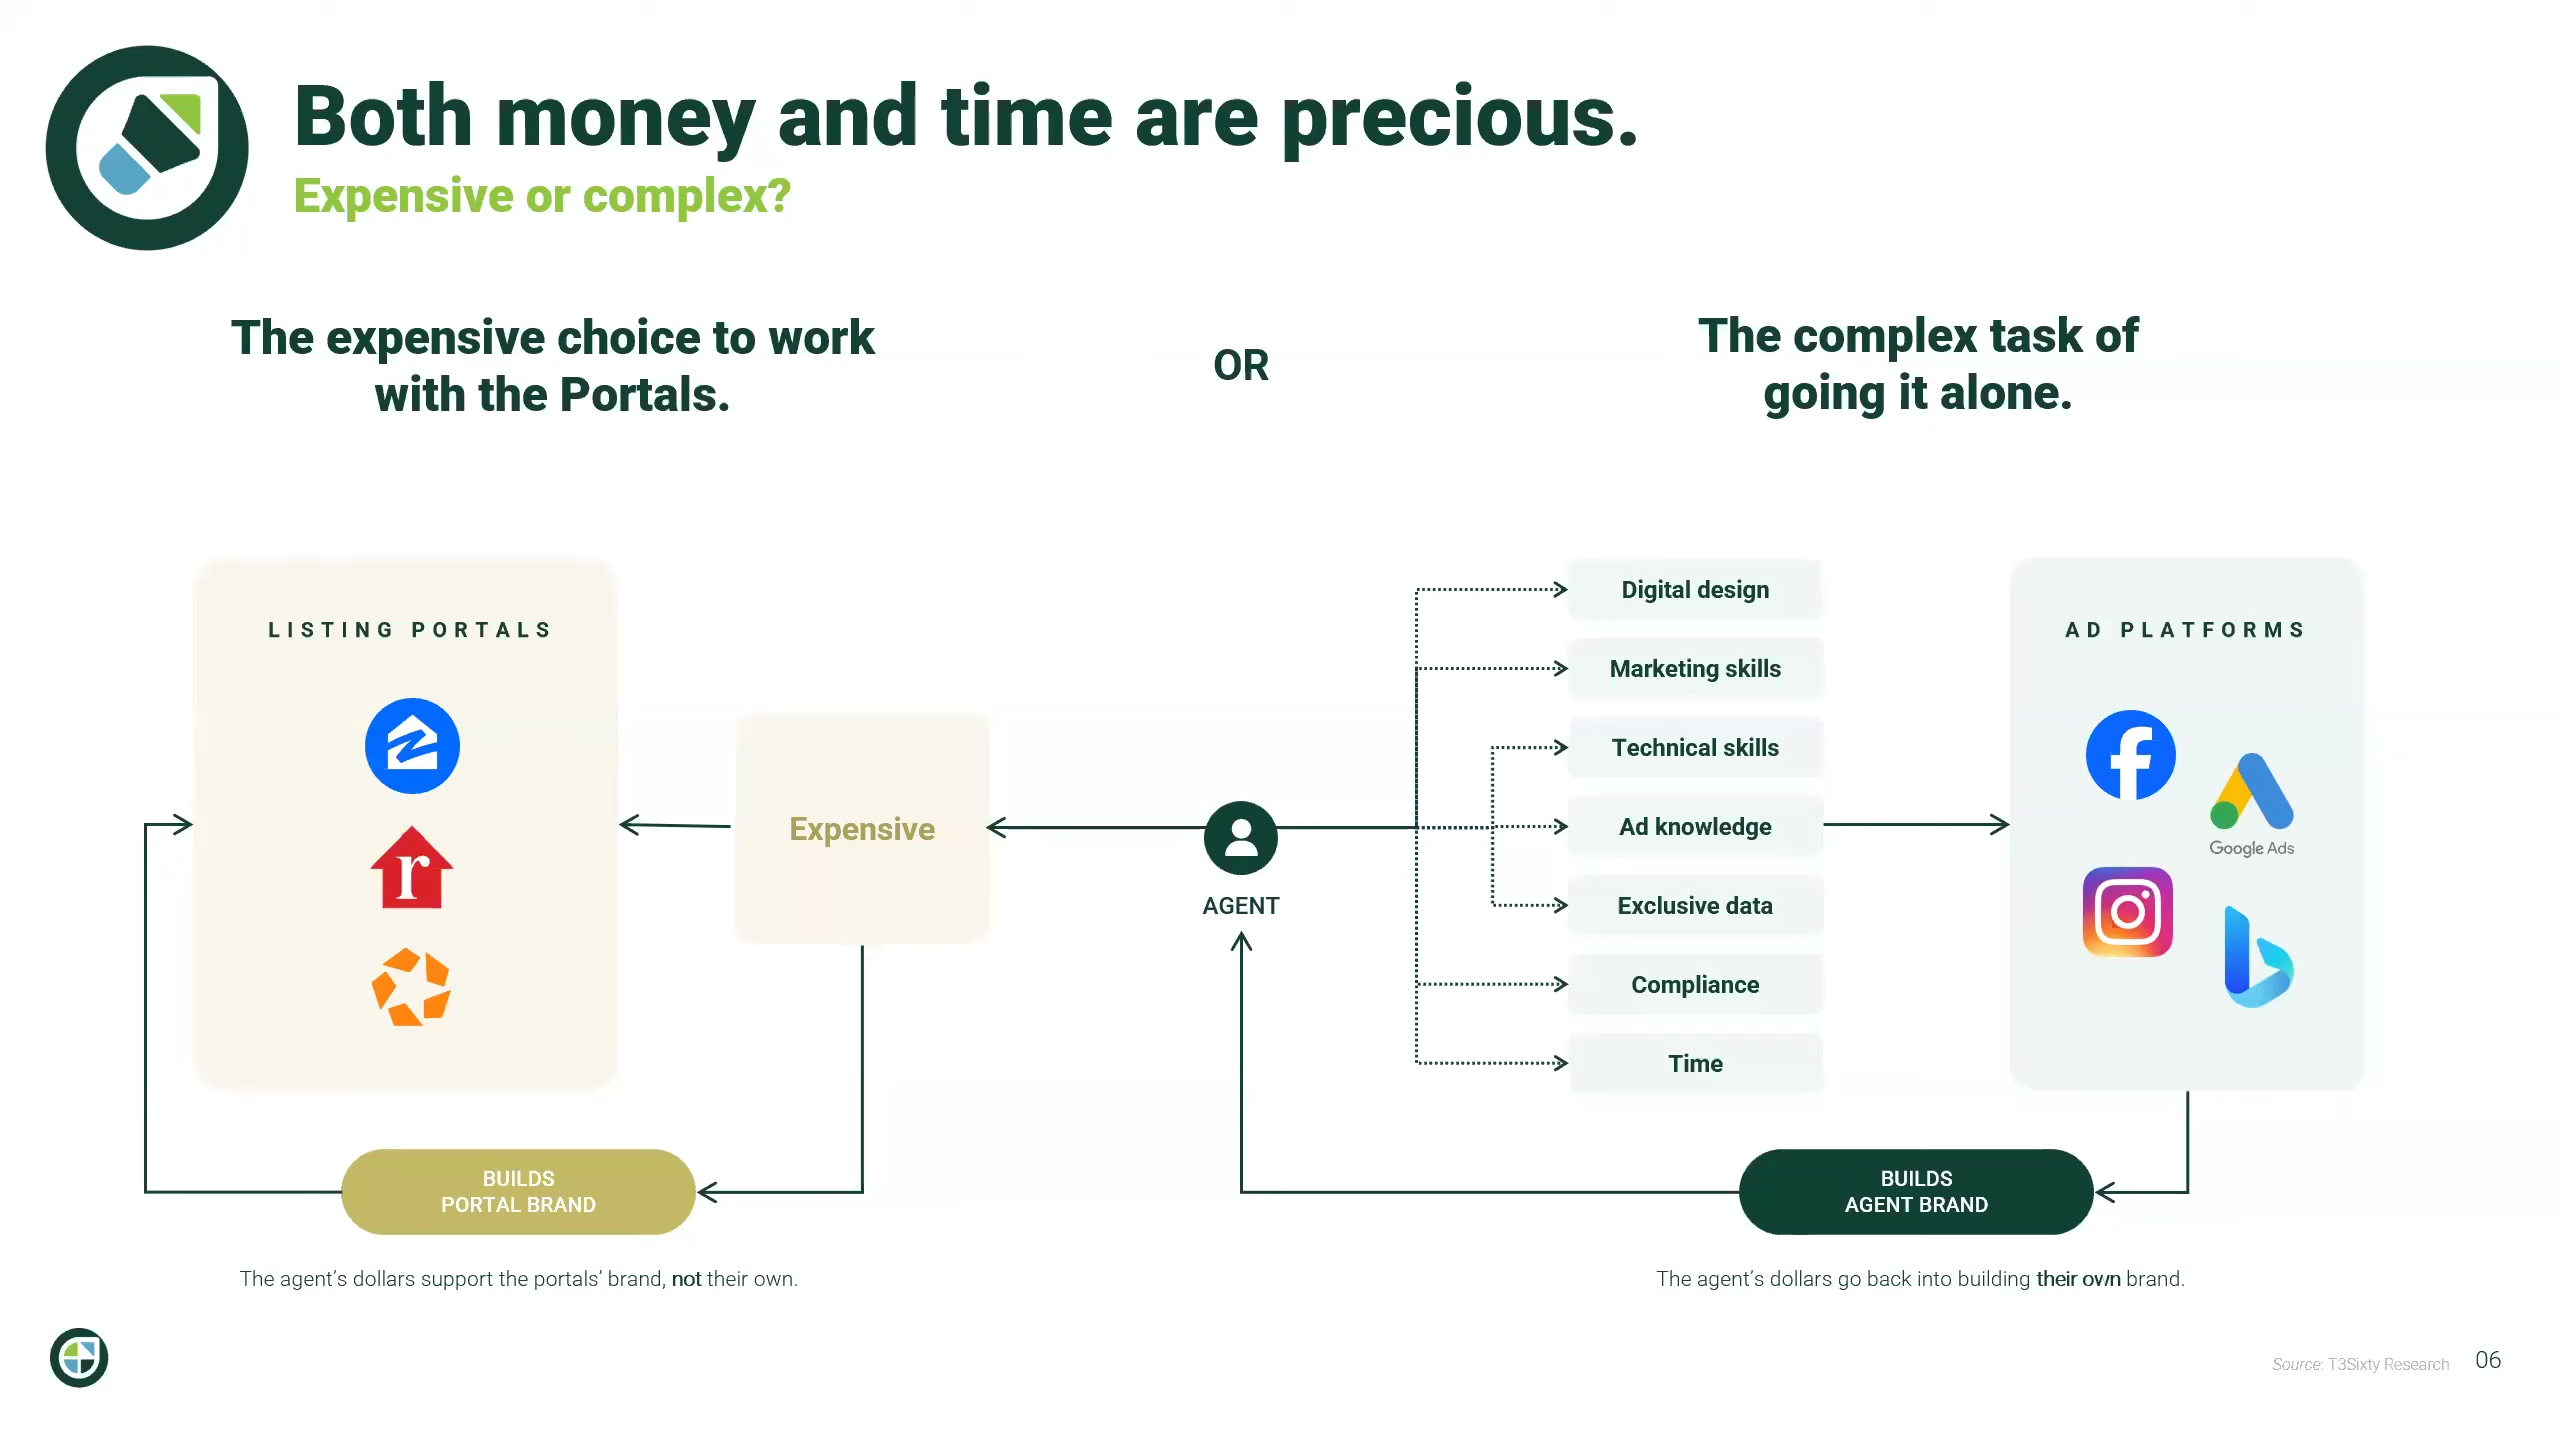 Both money and time are precious.
Expensive or complex?
The expensive choice to work
with the Portals.
OR
The complex task of
going it alone.
LISTING PORTALS
r
Expensive
AGENT
Digital design
Marketing skills
Technical skills
Ad knowledge
Exclusive data
Compliance
Time
AD PLATFORMS
Google Ads
BUILDS
PORTAL BRAND
The agent’s dollars support the portals’ brand, not their own.
BUILDS
AGENT BRAND
The agent’s dollars go back into building their own brand.
Source: T3Sixty Research
06